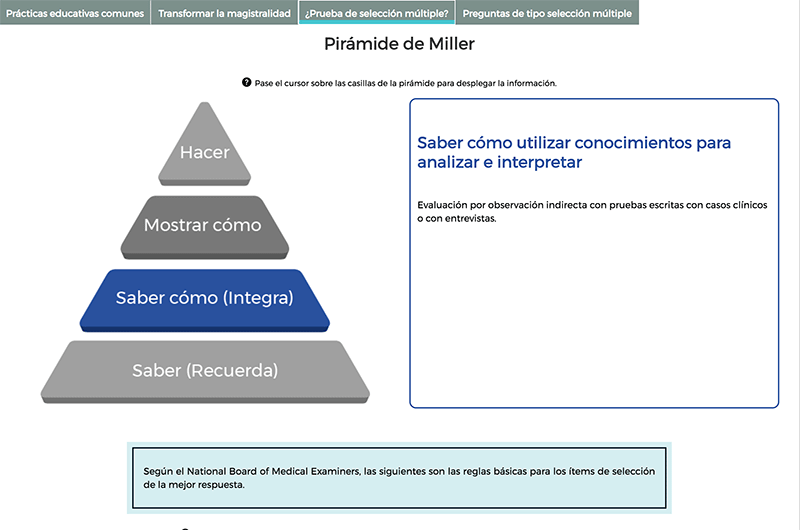 Prácticas educativas comunes
Transformar la magistralidad
¿Prueba de selección múltiple?
Preguntas de tipo selección múltiple
Pirámide de Miller
? Pase el cursor sobre las casillas de la pirámide para desplegar la información.
Hacer
Mostrar cómo
Saber cómo (Integra)
Saber (Recuerda)
Saber cómo utilizar conocimientos para
analizar e interpretar
Evaluación por observación indirecta con pruebas escritas con casos clínicos
o con entrevistas.
Según el National Board of Medical Examiners, las siguientes son las reglas básicas para los ítems de selección
de la mejor respuesta.